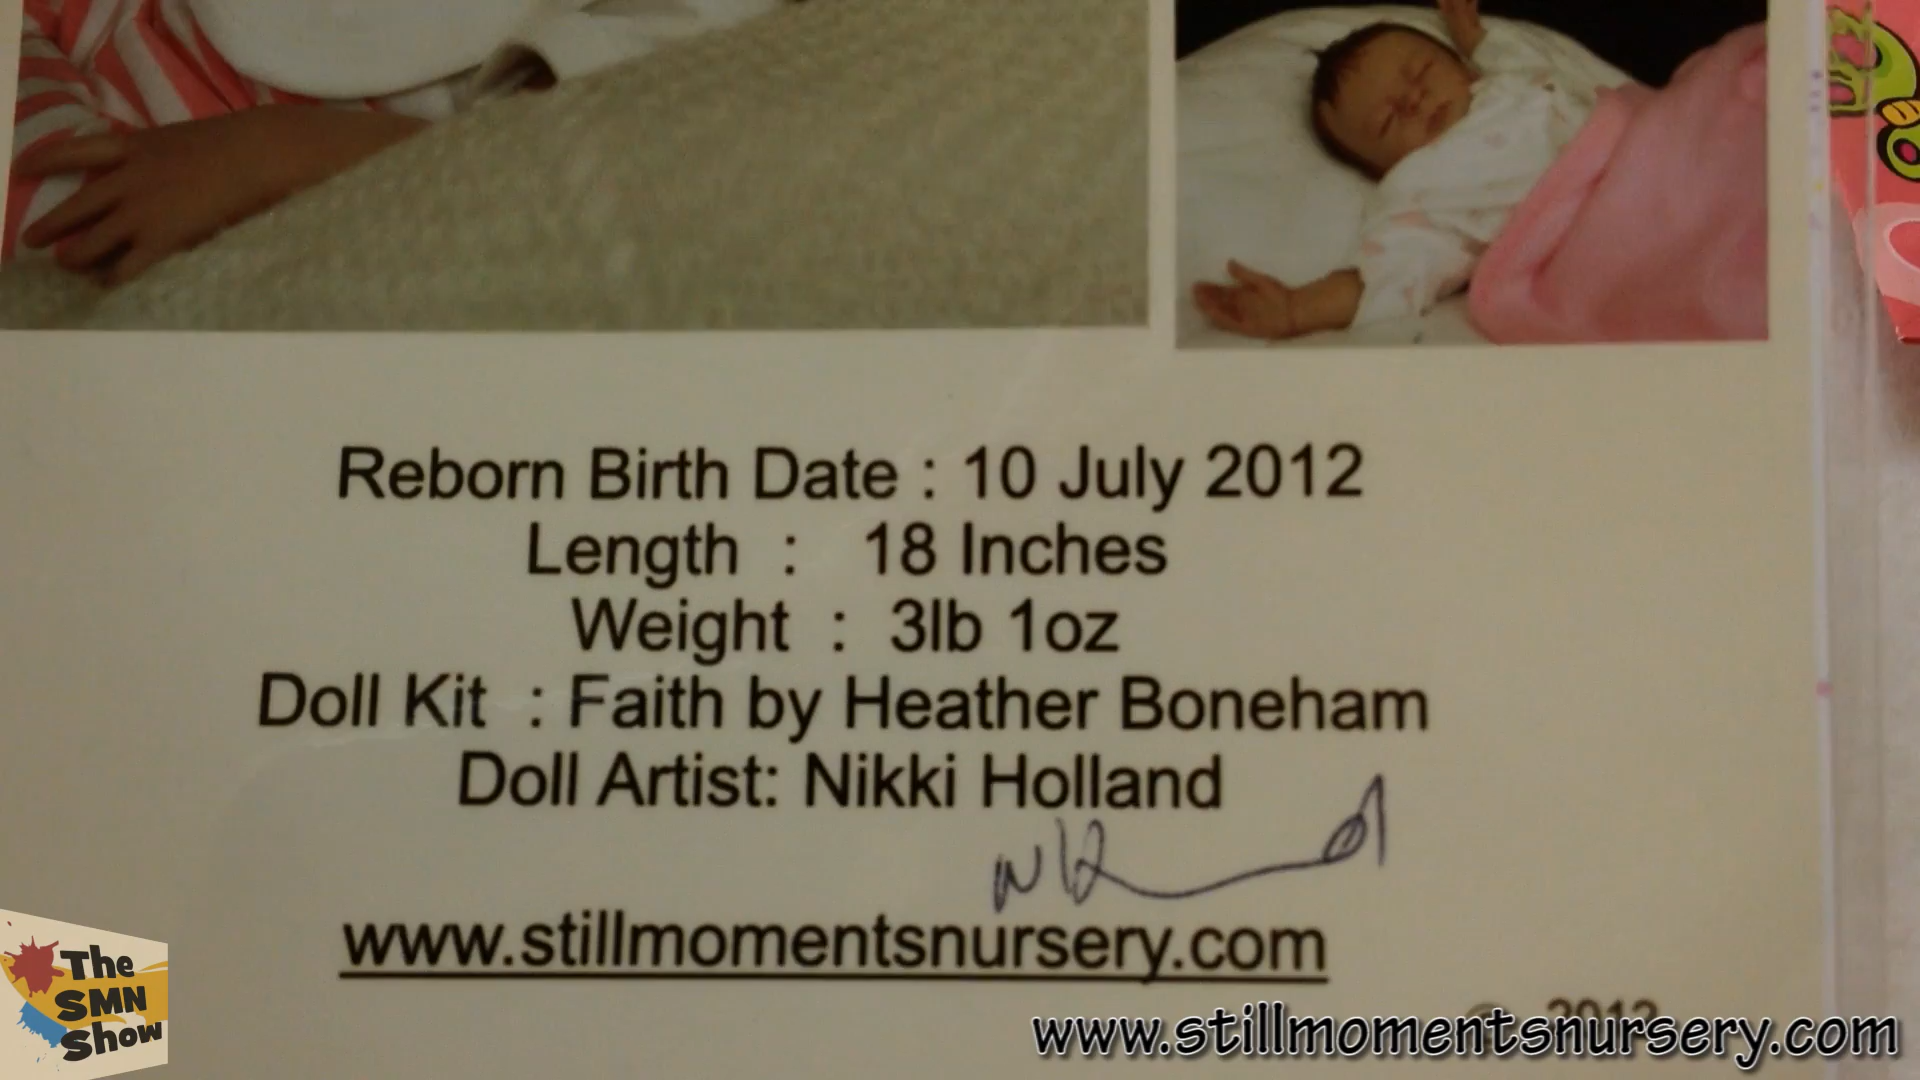 Reborn Birth Date : 10 July 2012
Length : 18 Inches
Weight : 3lb 1oz
Doll Kit : Faith by Heather Boneham
Doll Artist: Nikki Holland
www.stillmomentsnursery.com
© 2012
www.stillmomentsnursery.com
The
SMN
Show